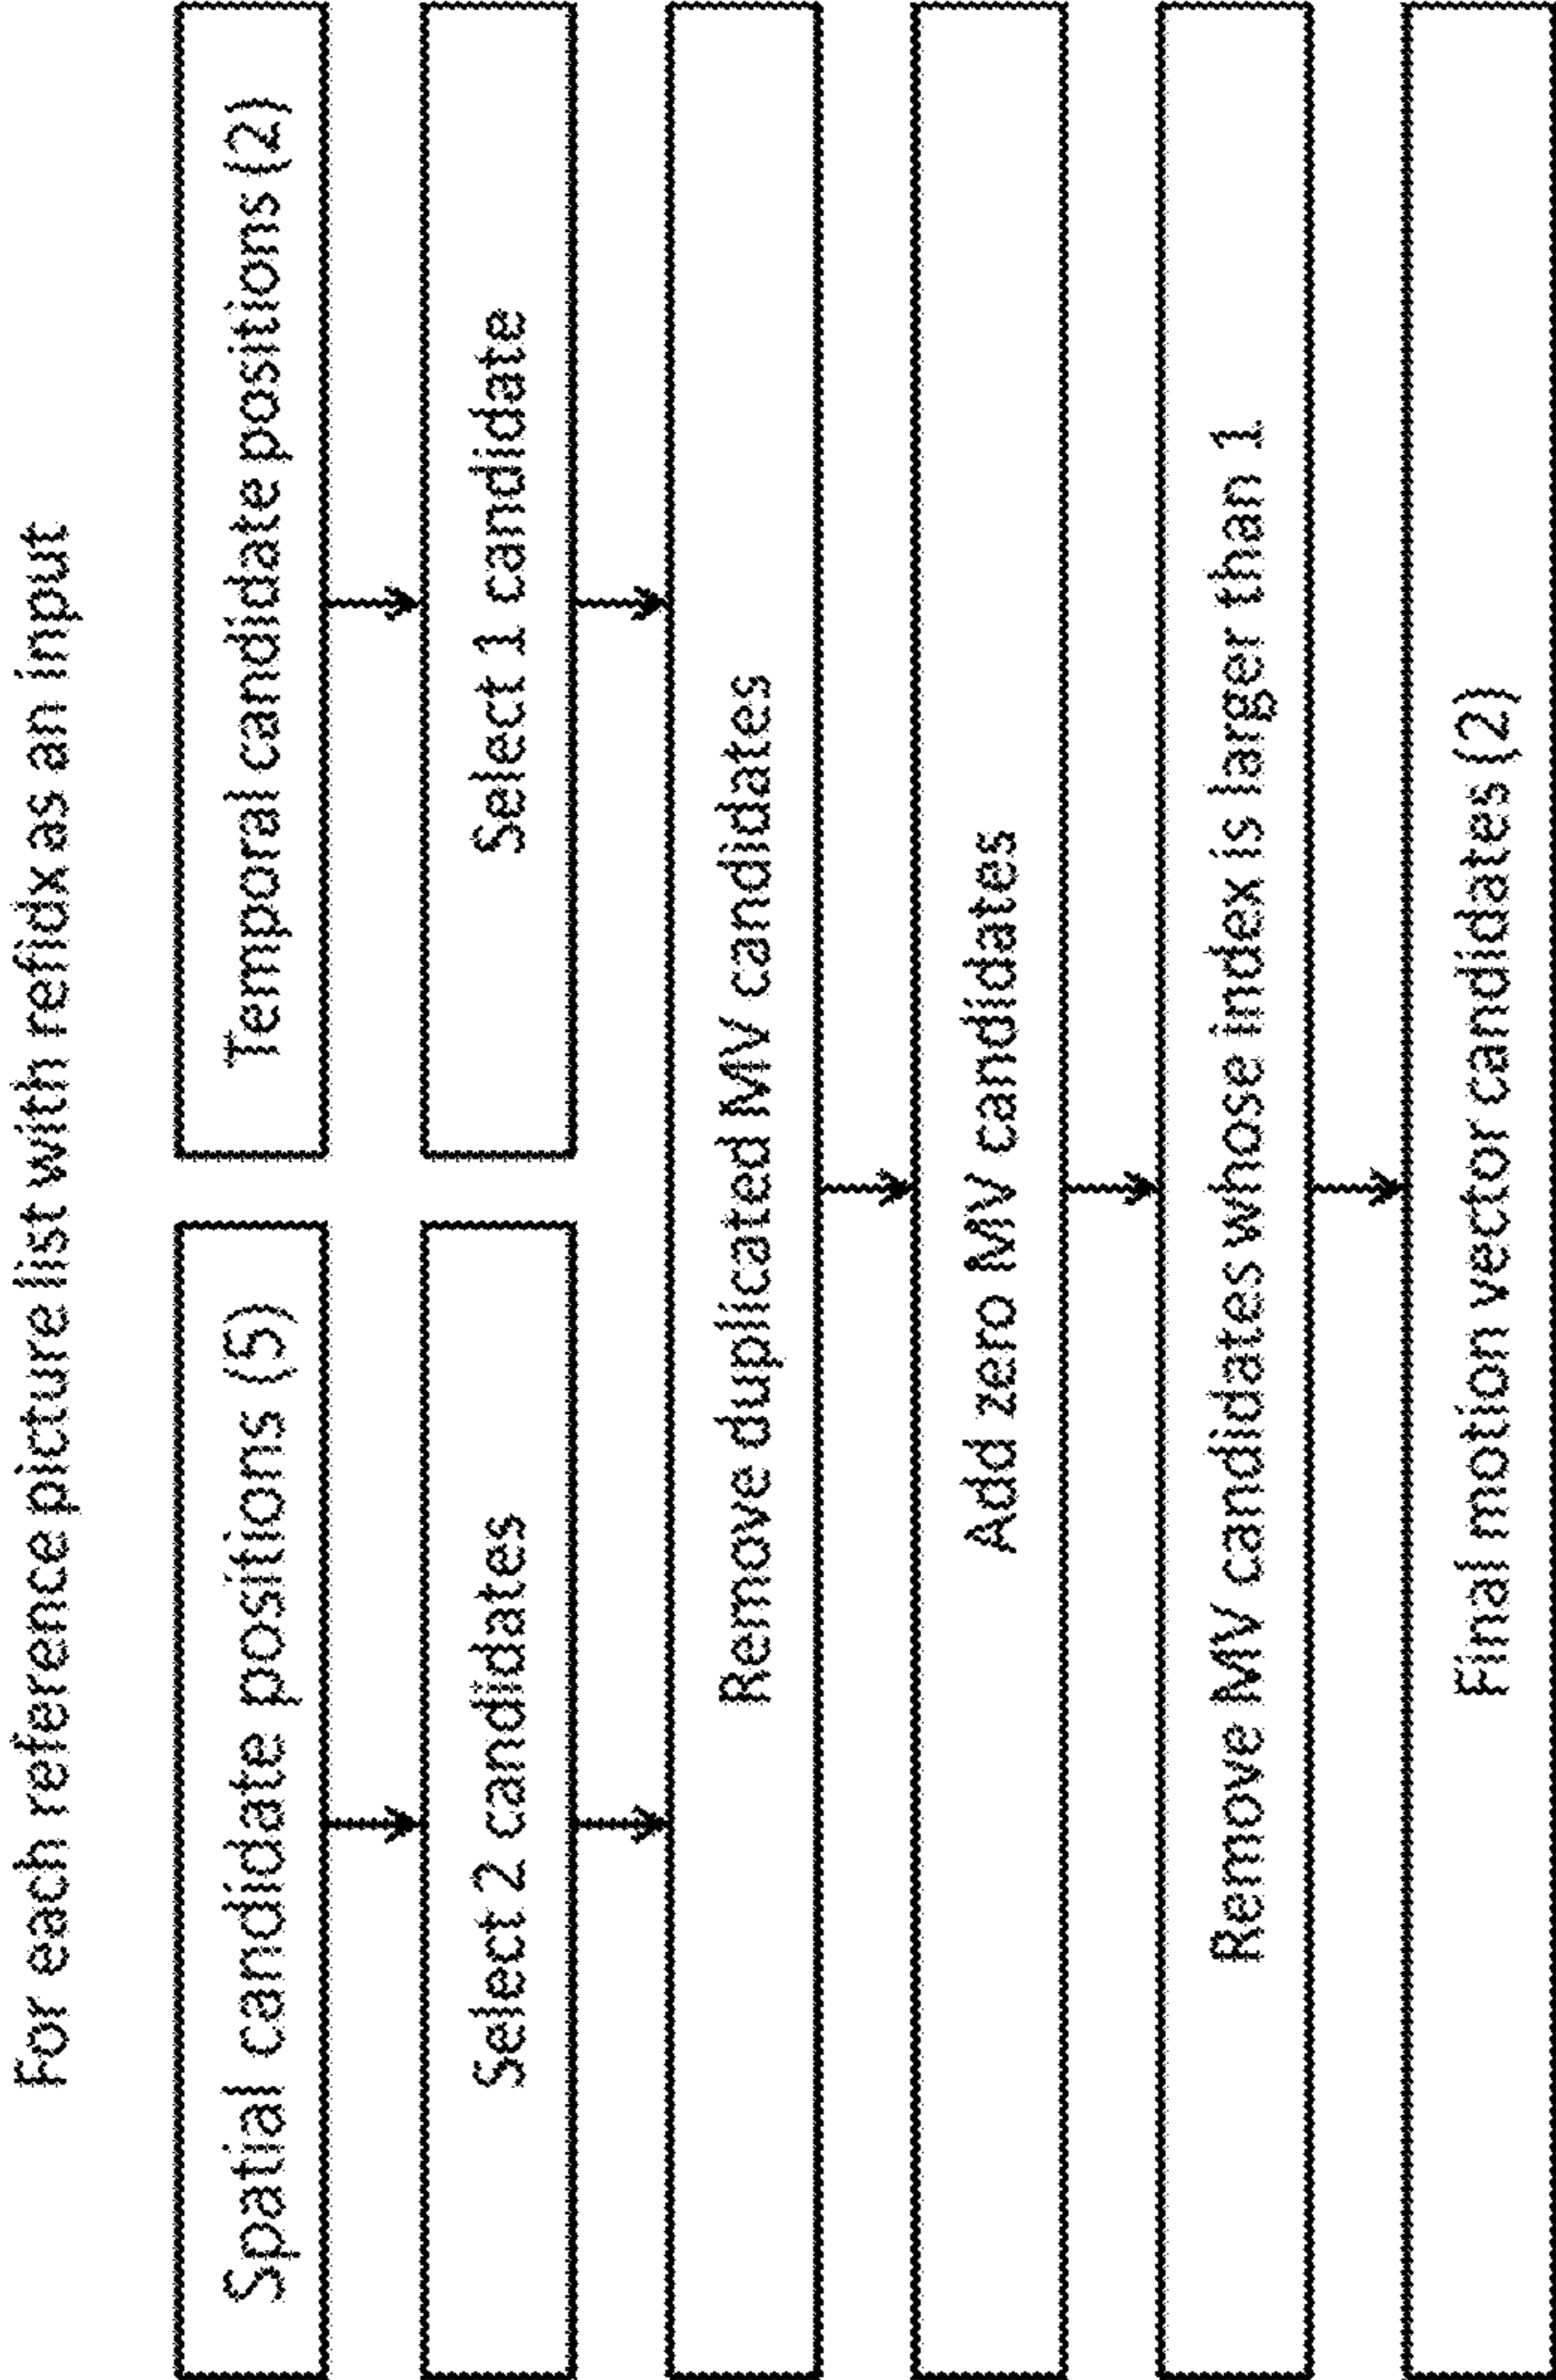 For each reference picture list with refidx as an input
Spatial candidate positions (5)
Temporal candidate positions (2)
Select 2 candidates
Select 1 candidate
Remove duplicated MV candidates
Add zero MV candidates
Remove MV candidates whose index is larger than 1
Final motion vector candidates (2)